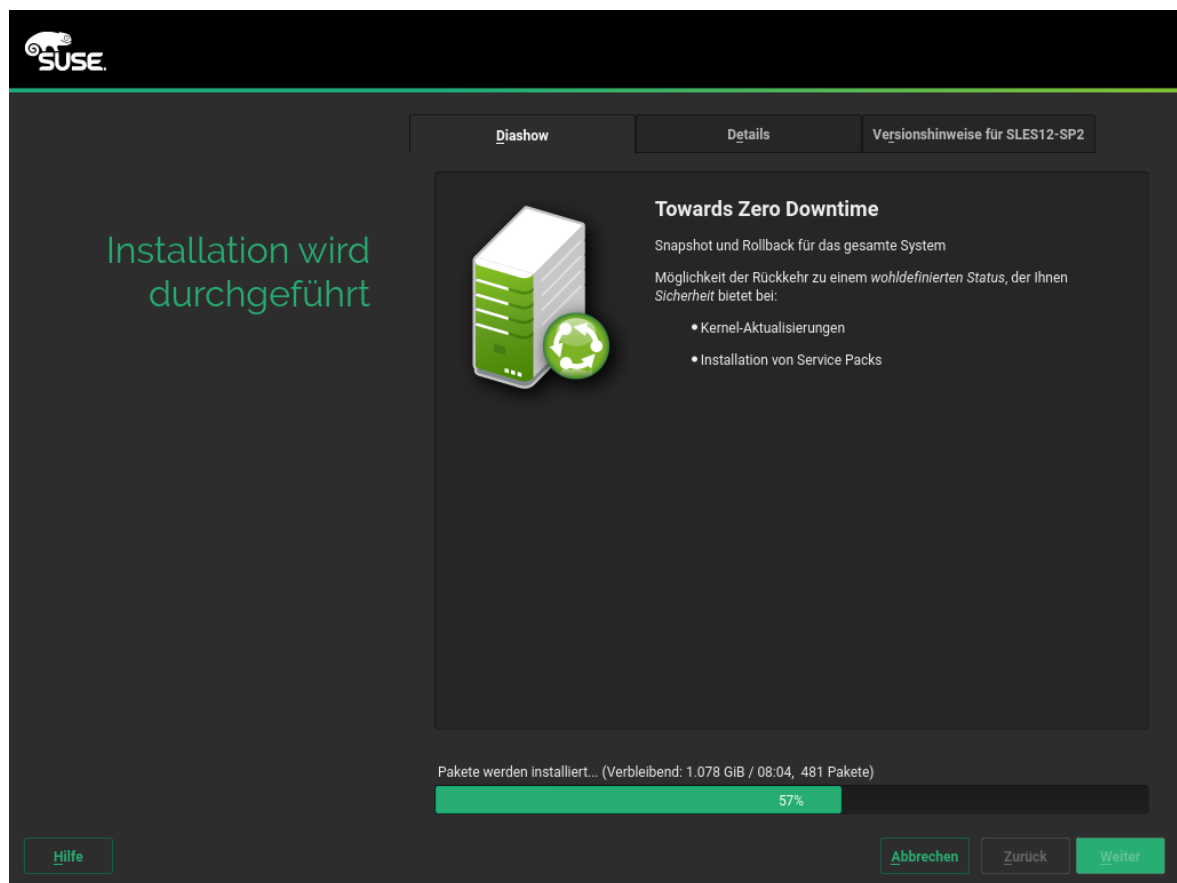 SUSE.
Diashow
Details
Versionshinweise für SLES12-SP2
Installation wird
durchgeführt
Towards Zero Downtime
Snapshot und Rollback für das gesamte System
Möglichkeit der Rückkehr zu einem wohldefinierten Status, der Ihnen
Sicherheit bietet bei:
• Kernel-Aktualisierungen
• Installation von Service Packs
Pakete werden installiert... (Verbleibend: 1.078 GiB / 08:04, 481 Pakete)
57%
Hilfe
Abbrechen
Zurück
Weiter